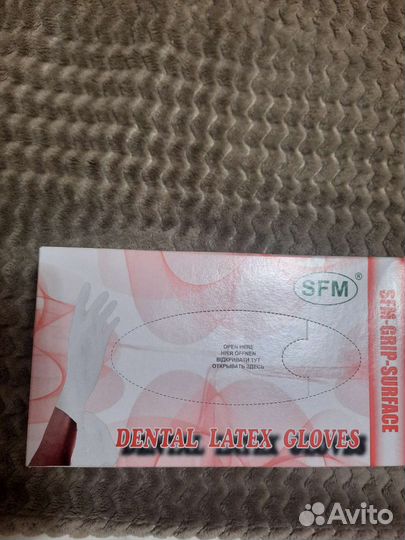 SFM®
OPEN HERE
HIER ÖFFNEN
ВІДКРИВАТИ ТУТ
ОТКРЫВАТЬ ЗДЕСЬ
DENTAL LATEX GLOVES
SFM-GRIP-SURFACE
Avito